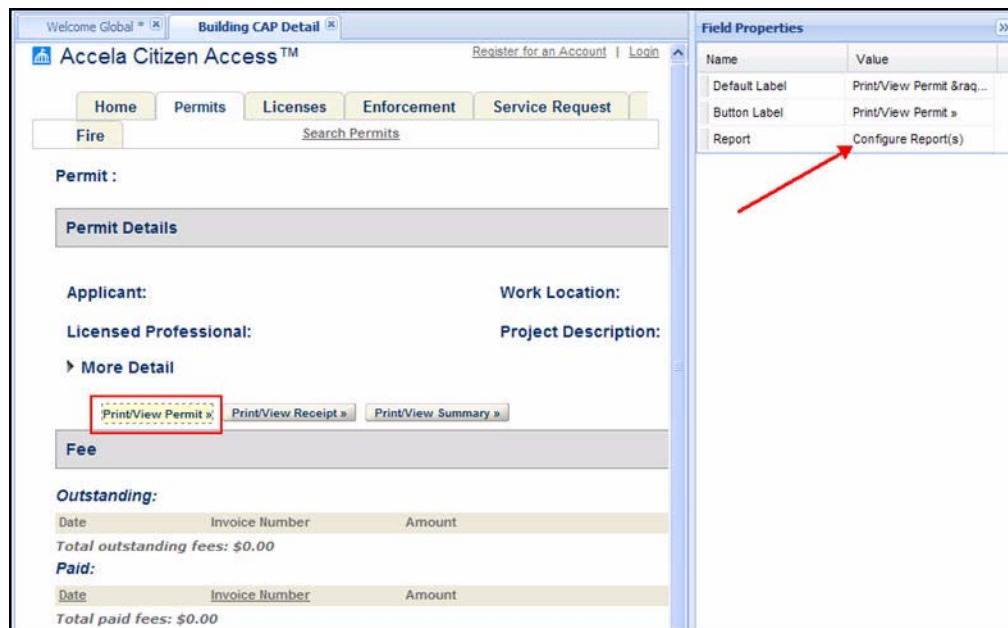 Welcome Global *
Building CAP Detail
Accela Citizen Access™
Register for an Account | Login
Home Permits Licenses Enforcement Service Request
Fire Search Permits
Permit :
Permit Details
Applicant: Work Location:
Licensed Professional: Project Description:
More Detail
Print/View Permit » Print/View Receipt » Print/View Summary »
Fee
Outstanding:
Date Invoice Number Amount
Total outstanding fees: $0.00
Paid:
Date Invoice Number Amount
Total paid fees: $0.00
Field Properties
Name Value
Default Label Print/View Permit &raq...
Button Label Print/View Permit »
Report Configure Report(s)